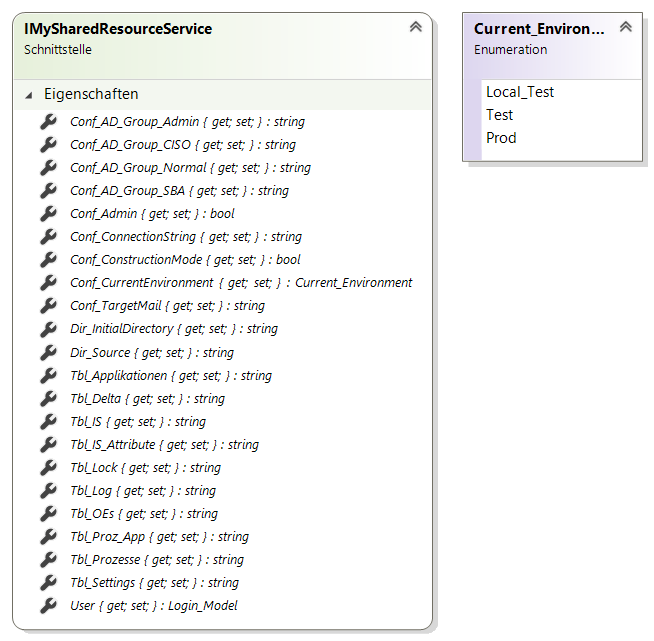 IMySharedResourceService
Schnittstelle
Eigenschaften
Conf_AD_Group_Admin { get; set; } : string
Conf_AD_Group_CISO { get; set; } : string
Conf_AD_Group_Normal { get; set; } : string
Conf_AD_Group_SBA { get; set; } : string
Conf_Admin { get; set; } : bool
Conf_ConnectionString { get; set; } : string
Conf_ConstructionMode { get; set; } : bool
Conf_CurrentEnvironment { get; set; } : Current_Environment
Conf_TargetMail { get; set; } : string
Dir_InitialDirectory { get; set; } : string
Dir_Source { get; set; } : string
Tbl_Applikationen { get; set; } : string
Tbl_Delta { get; set; } : string
Tbl_IS { get; set; } : string
Tbl_IS_Attribute { get; set; } : string
Tbl_Lock { get; set; } : string
Tbl_Log { get; set; } : string
Tbl_OEs { get; set; } : string
Tbl_Proz_App { get; set; } : string
Tbl_Prozesse { get; set; } : string
Tbl_Settings { get; set; } : string
User { get; set; } : Login_Model
Current_Environ...
Enumeration
Local_Test
Test
Prod